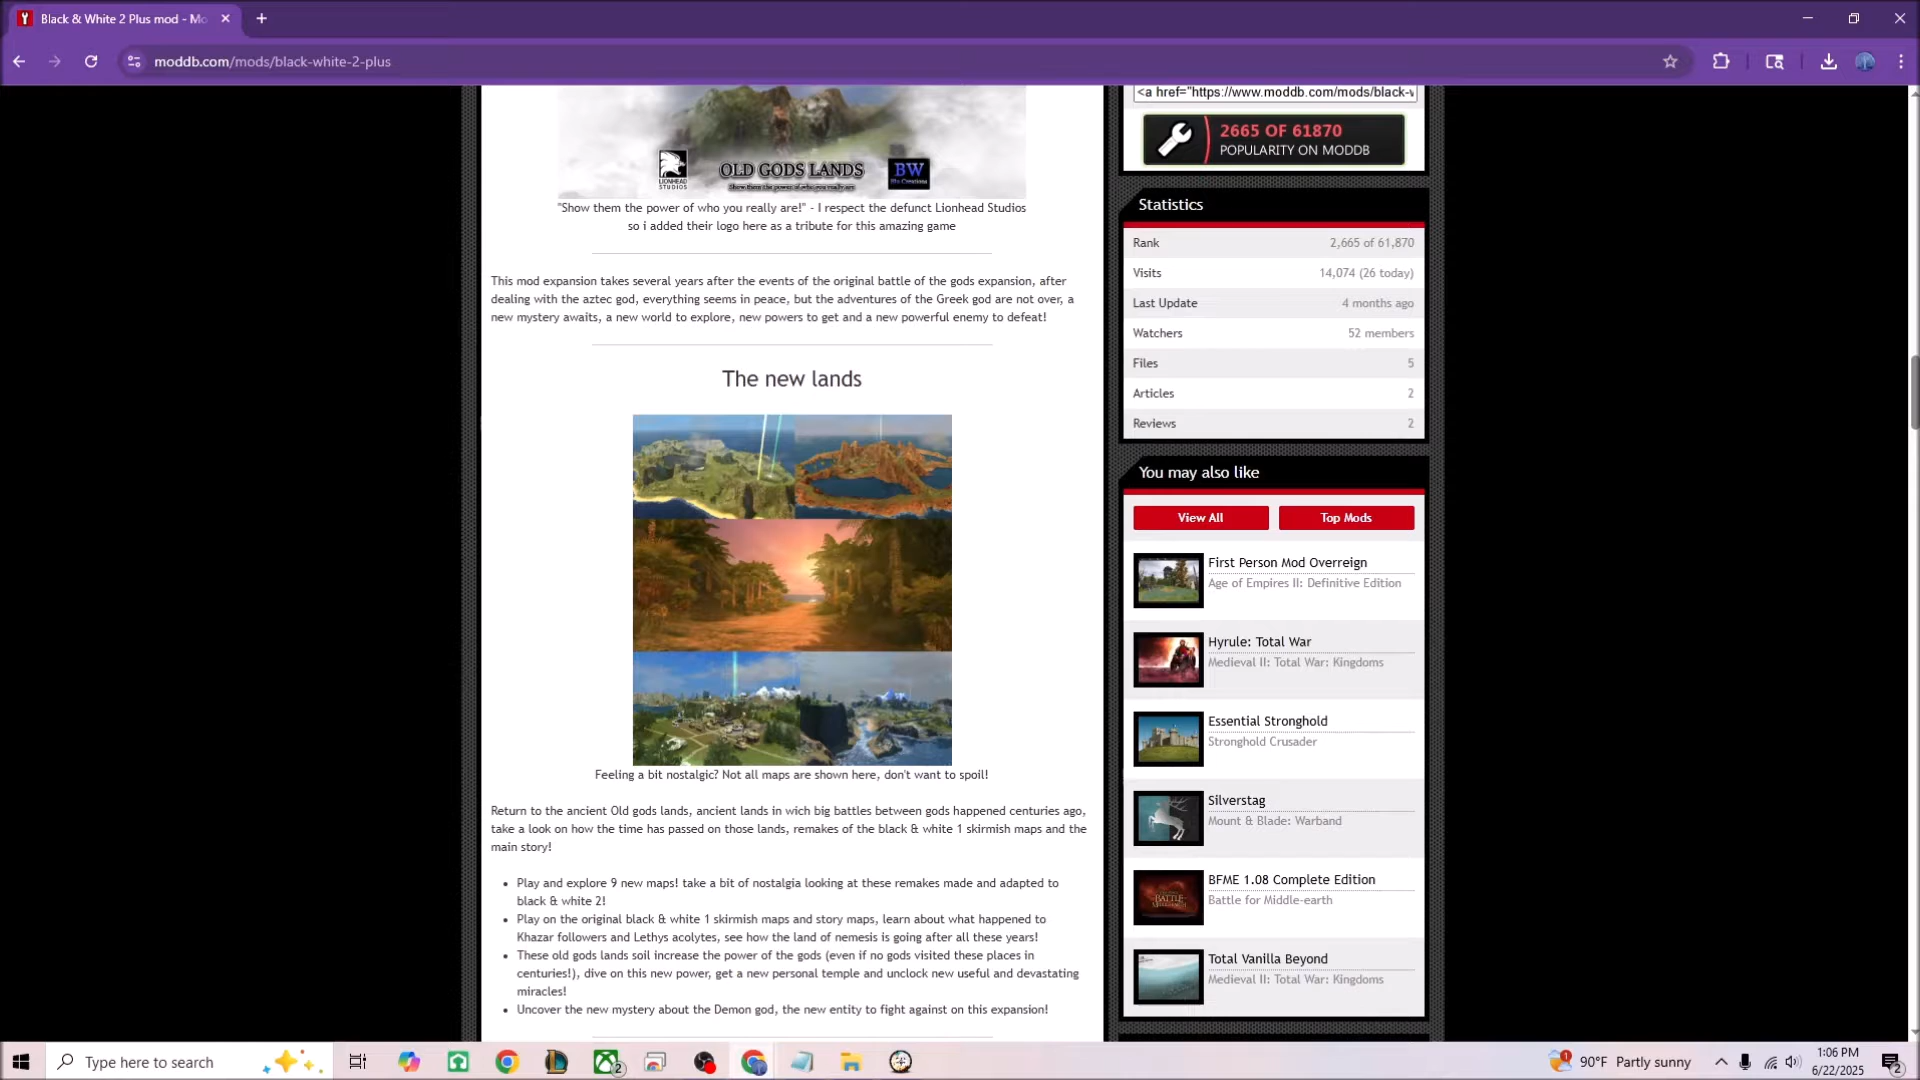 Black & White 2 Plus mod - Mo
moddb.com/mods/black-white-2-plus
LIONHEAD
STUDIOS
OLD GODS LANDS
Show them the power of who you really are!
BW
"Show them the power of who you really are!" - I respect the defunct Lionhead Studios
so i added their logo here as a tribute for this amazing game
This mod expansion takes several years after the events of the original battle of the gods expansion, after
dealing with the aztec god, everything seems in peace, but the adventures of the Greek god are not over, a
new mystery awaits, a new world to explore, new powers to get and a new powerful enemy to defeat!
The new lands
Feeling a bit nostalgic? Not all maps are shown here, don't want to spoil!
Return to the ancient Old gods lands, ancient lands in wich big battles between gods happened centuries ago,
take a look on how the time has passed on those lands, remakes of the black & white 1 skirmish maps and the
main story!
• Play and explore 9 new maps! take a bit of nostalgia looking at these remakes made and adapted to
black & white 2!
• Play on the original black & white 1 skirmish maps and story maps, learn about what happened to
Khazar followers and Lethys acolytes, see how the land of nemesis is going after all these years!
• These old gods lands soil increase the power of the gods (even if no gods visited these places in
centuries!), dive on this new power, get a new personal temple and unclock new useful and devastating
miracles!
• Uncover the new mystery about the Demon god, the new entity to fight against on this expansion!
<a href="https://www.moddb.com/mods/black-w
2665 OF 61870
POPULARITY ON MODDB
Statistics
Rank 2,665 of 61,870
Visits 14,074 (26 today)
Last Update 4 months ago
Watchers 52 members
Files 5
Articles 2
Reviews 2
You may also like
View All Top Mods
First Person Mod Overreign
Age of Empires II: Definitive Edition
Hyrule: Total War
Medieval II: Total War: Kingdoms
Essential Stronghold
Stronghold Crusader
Silverstag
Mount & Blade: Warband
BFME 1.08 Complete Edition
Battle for Middle-earth
Total Vanilla Beyond
Medieval II: Total War: Kingdoms
Type here to search
2
1
90°F Partly sunny
1:06 PM
6/22/2025
2